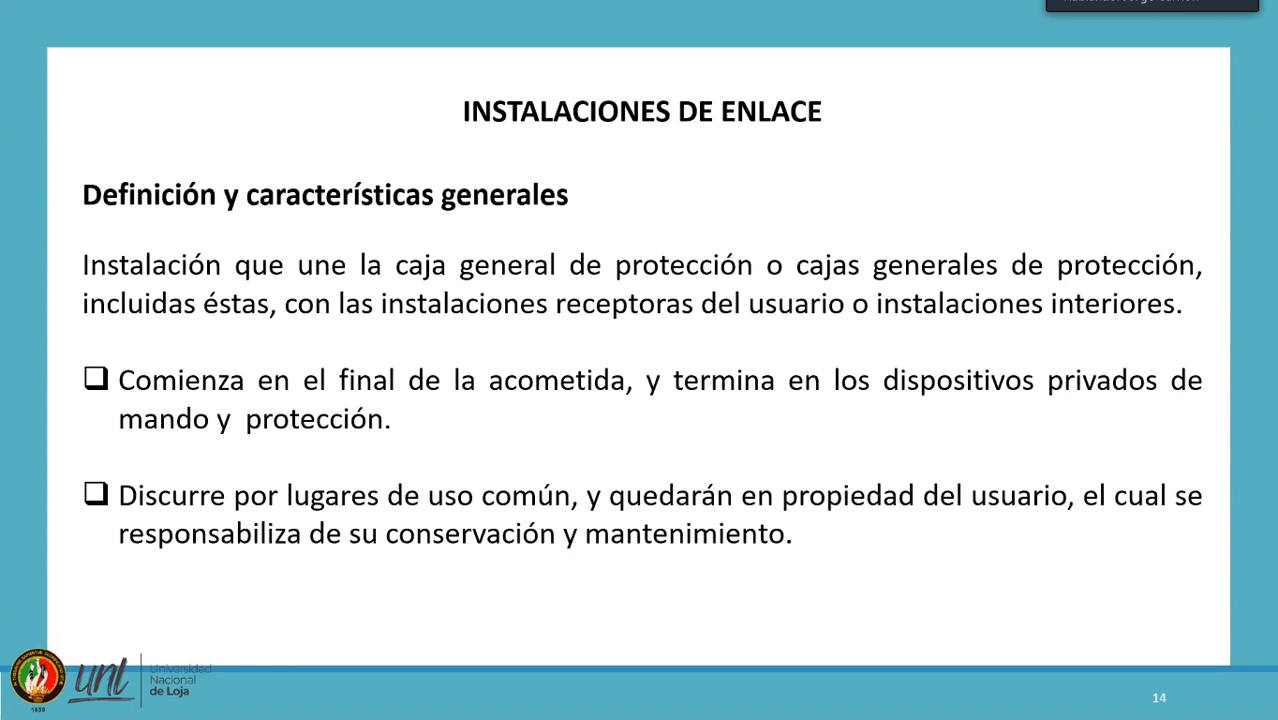 INSTALACIONES DE ENLACE
Definición y características generales
Instalación que une la caja general de protección o cajas generales de protección,
incluidas éstas, con las instalaciones receptoras del usuario o instalaciones interiores.
❑ Comienza en el final de la acometida, y termina en los dispositivos privados de
mando y protección.
❑ Discurre por lugares de uso común, y quedarán en propiedad del usuario, el cual se
responsabiliza de su conservación y mantenimiento.
unl
Universidad
Nacional
de Loja
1859
14